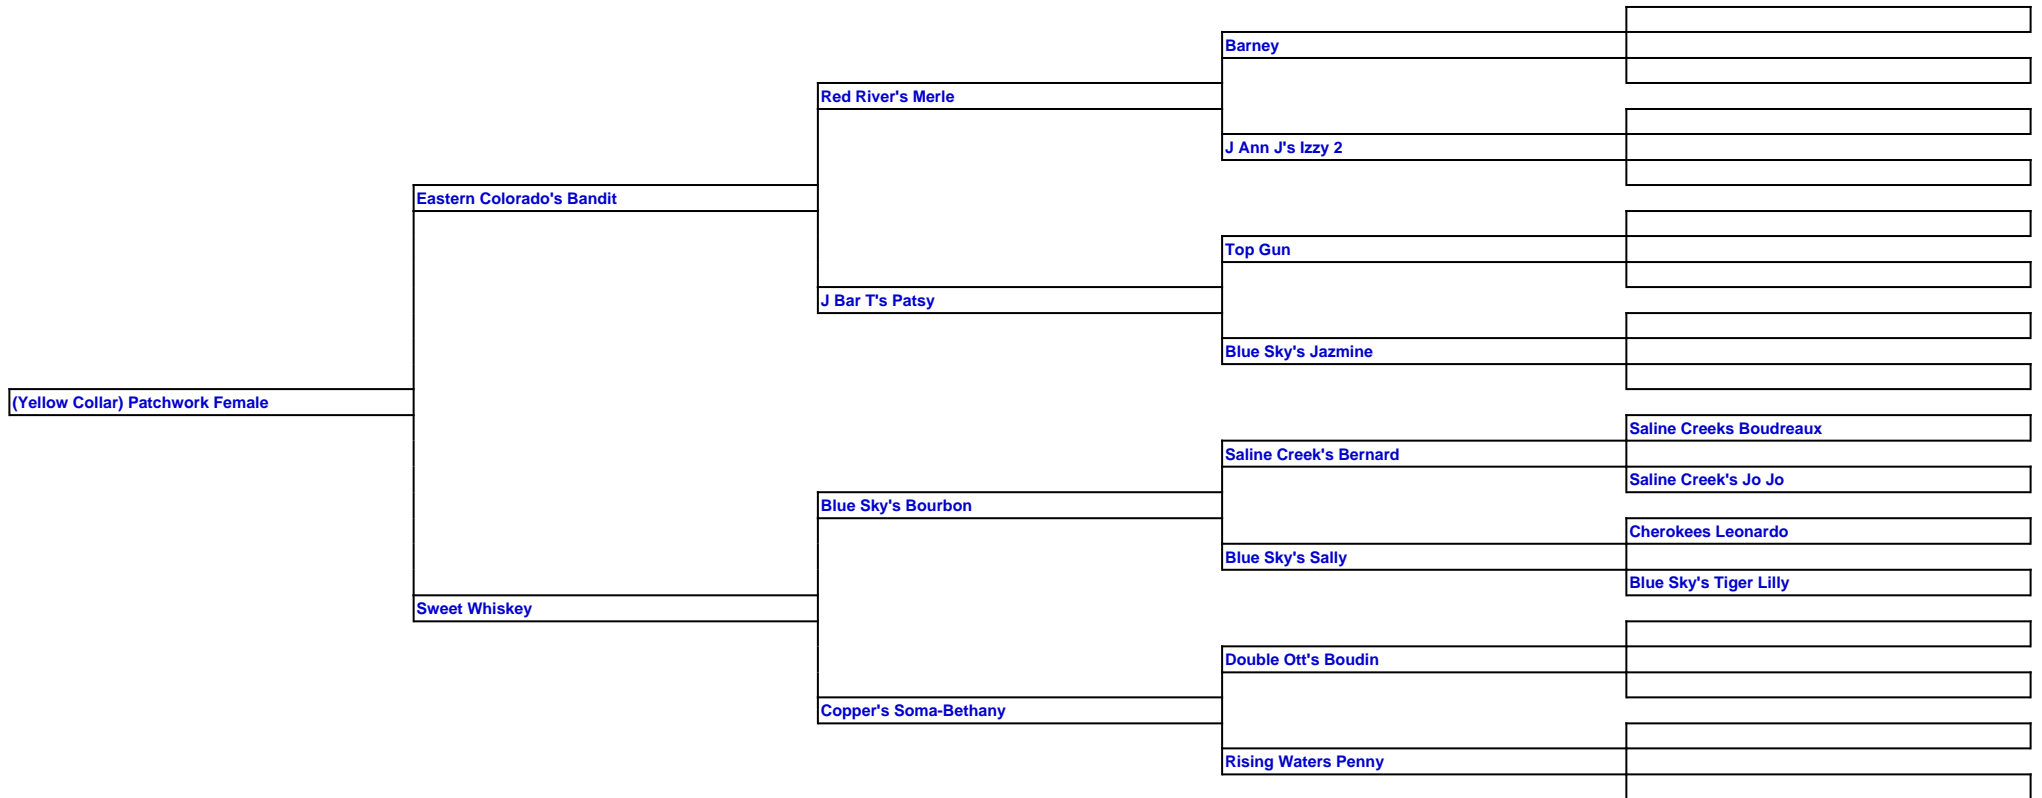 Barney
Red River's Merle
J Ann J's Izzy 2
Eastern Colorado's Bandit
Top Gun
J Bar T's Patsy
Blue Sky's Jazmine
(Yellow Collar) Patchwork Female
Saline Creeks Boudreaux
Saline Creek's Bernard
Saline Creek's Jo Jo
Blue Sky's Bourbon
Cherokees Leonardo
Blue Sky's Sally
Blue Sky's Tiger Lilly
Sweet Whiskey
Double Ott's Boudin
Copper's Soma-Bethany
Rising Waters Penny